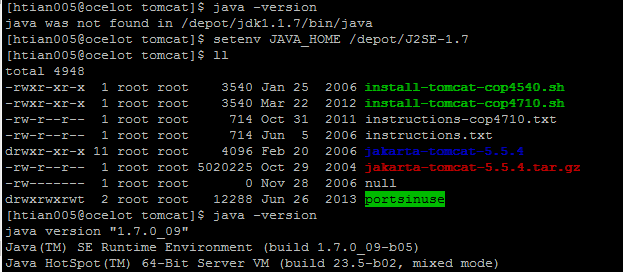 [htian005@ocelot tomcat]$ java -version
java was not found in /depot/jdk1.1.7/bin/java
[htian005@ocelot tomcat]$ setenv JAVA_HOME /depot/J2SE-1.7
[htian005@ocelot tomcat]$ ll
total 4948
-rwxr-xr-x 1 root root 3540 Jan 25 2006 install-tomcat-cop4540.sh
-rwxr-xr-x 1 root root 3540 Mar 22 2012 install-tomcat-cop4710.sh
-rw-r--r-- 1 root root 714 Oct 31 2011 instructions-cop4710.txt
-rw-r--r-- 1 root root 714 Jun 5 2006 instructions.txt
drwxr-xr-x 11 root root 4096 Feb 20 2006 jakarta-tomcat-5.5.4
-rw-r--r-- 1 root root 5020225 Oct 29 2004 jakarta-tomcat-5.5.4.tar.gz
-rw------- 1 root root 0 Nov 28 2006 null
drwxrwxrwt 2 root root 12288 Jun 26 2013 portsinuse
[htian005@ocelot tomcat]$ java -version
java version "1.7.0_09"
Java(TM) SE Runtime Environment (build 1.7.0_09-b05)
Java HotSpot(TM) 64-Bit Server VM (build 23.5-b02, mixed mode)